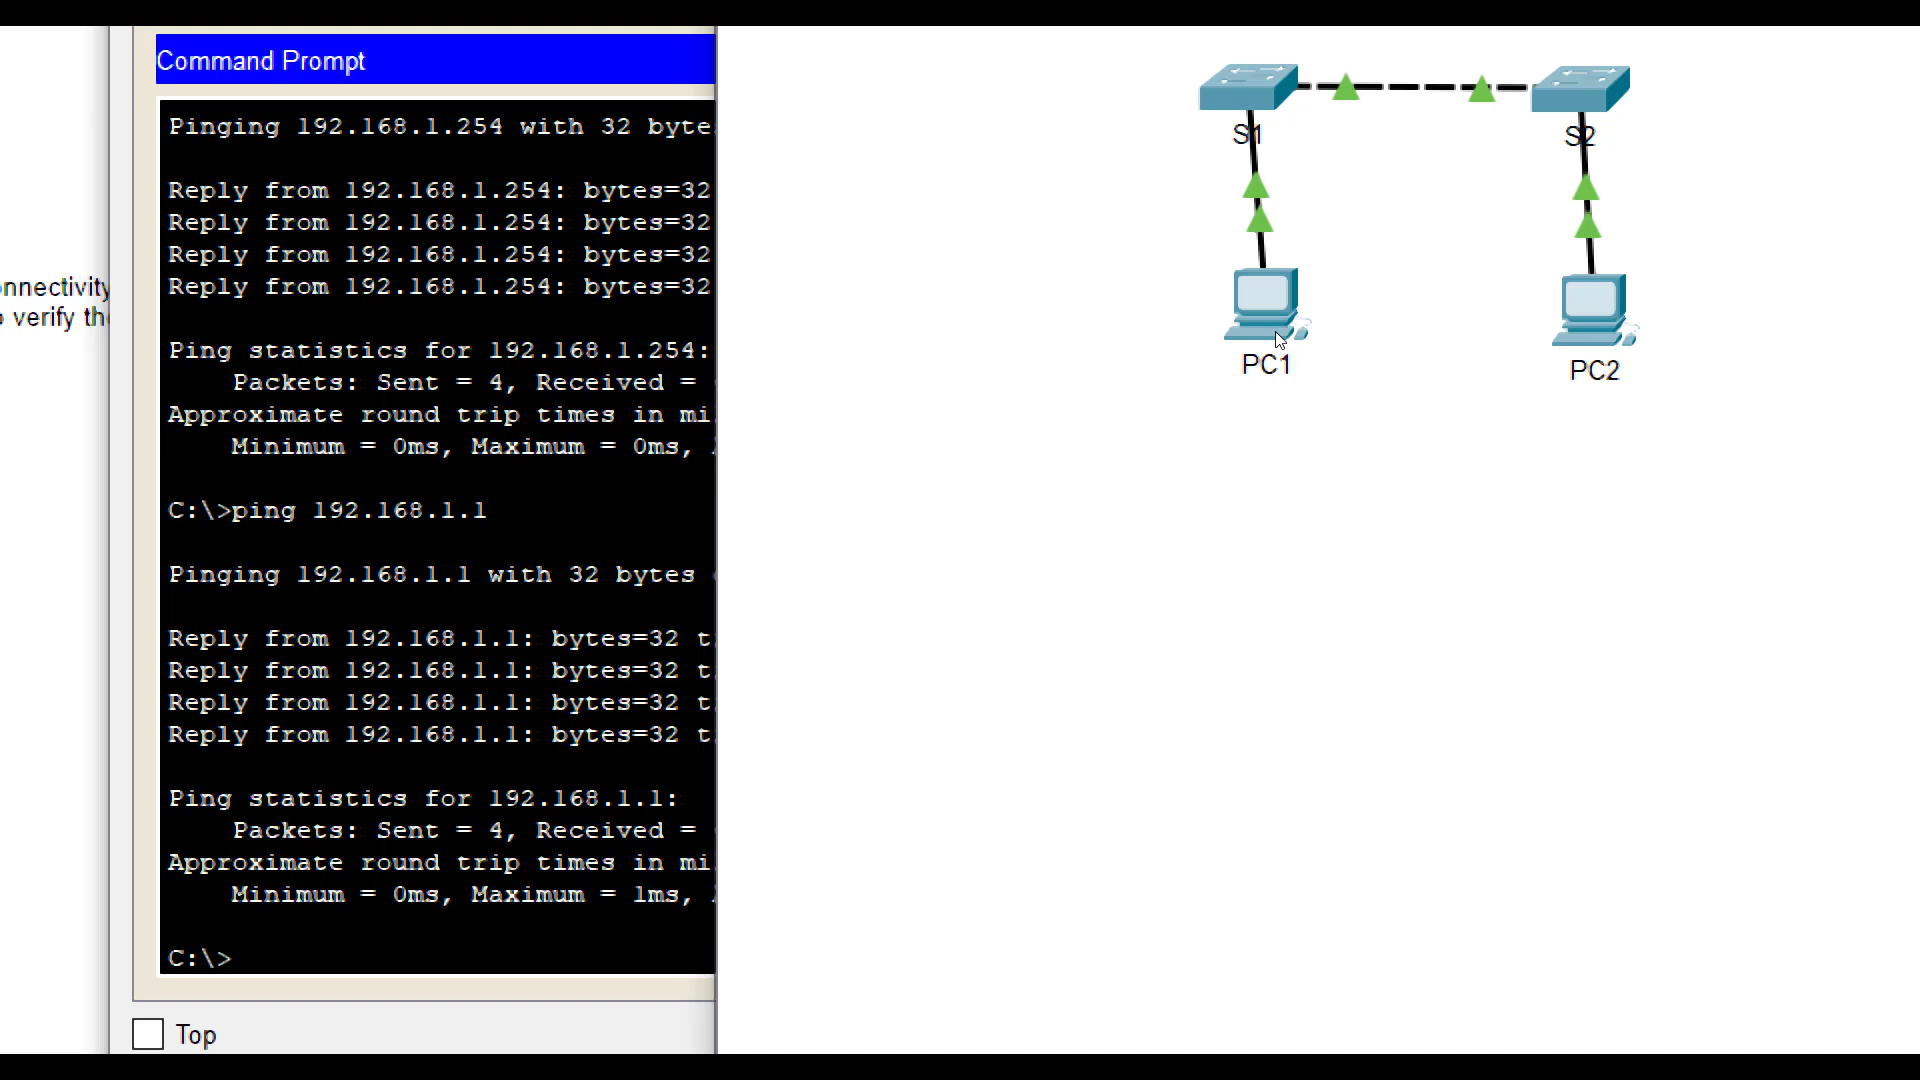 Command Prompt
Pinging 192.168.1.254 with 32 byte
Reply from 192.168.1.254: bytes=32
Reply from 192.168.1.254: bytes=32
Reply from 192.168.1.254: bytes=32
Reply from 192.168.1.254: bytes=32
Ping statistics for 192.168.1.254:
Packets: Sent = 4, Received =
Approximate round trip times in mi
Minimum = 0ms, Maximum = 0ms,
C:\>ping 192.168.1.1
Pinging 192.168.1.1 with 32 bytes
Reply from 192.168.1.1: bytes=32 t
Reply from 192.168.1.1: bytes=32 t
Reply from 192.168.1.1: bytes=32 t
Reply from 192.168.1.1: bytes=32 t
Ping statistics for 192.168.1.1:
Packets: Sent = 4, Received =
Approximate round trip times in mi
Minimum = 0ms, Maximum = 1ms,
C:\>
Top
nnectivity
verify the
S1
S2
PC1
PC2